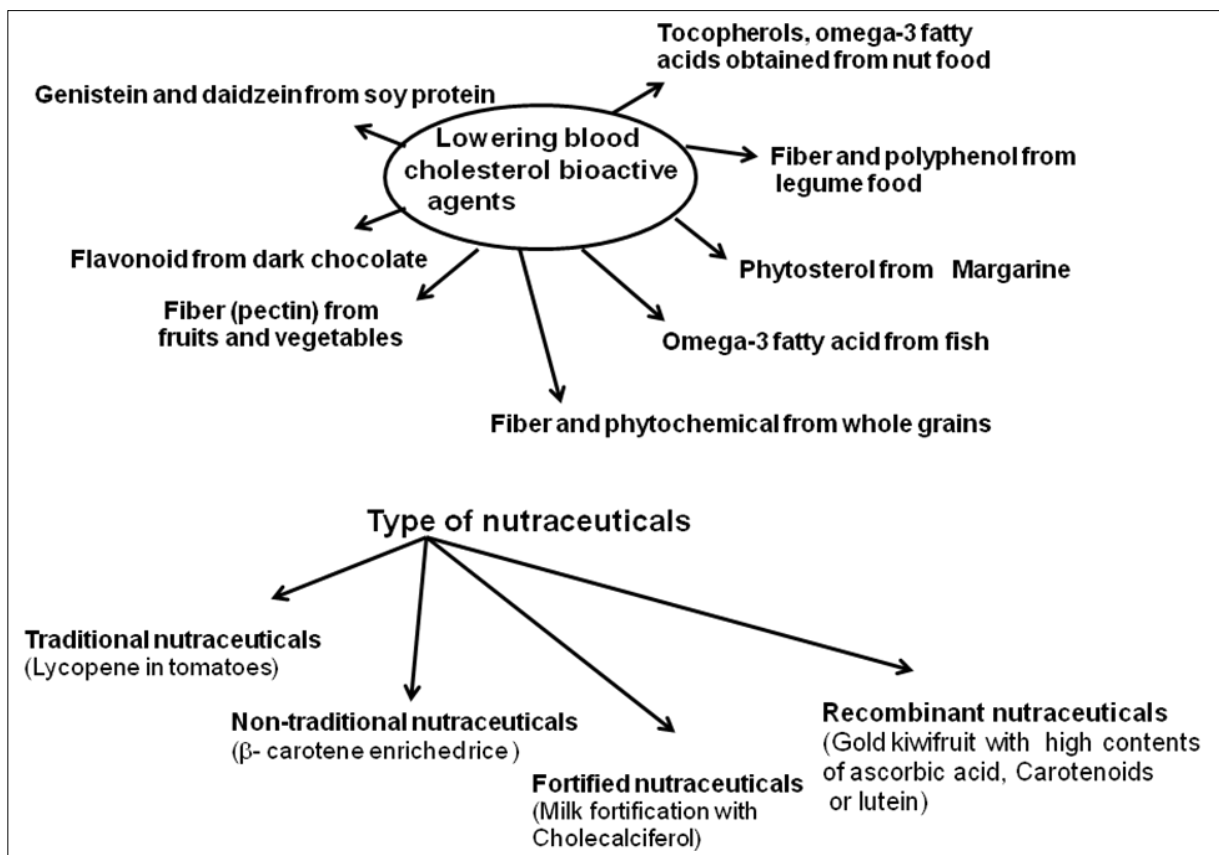 Tocopherols, omega-3 fatty
acids obtained from nut food
Genistein and daidzein from soy protein
Lowering blood
cholesterol bioactive
agents
Fiber and polyphenol from
legume food
Flavonoid from dark chocolate
Phytosterol from Margarine
Fiber (pectin) from
fruits and vegetables
Omega-3 fatty acid from fish
Fiber and phytochemical from whole grains
Type of nutraceuticals
Traditional nutraceuticals
(Lycopene in tomatoes)
Non-traditional nutraceuticals
(β- carotene enriched rice )
Fortified nutraceuticals
(Milk fortification with
Cholecalciferol)
Recombinant nutraceuticals
(Gold kiwifruit with high contents
of ascorbic acid, Carotenoids
or lutein)